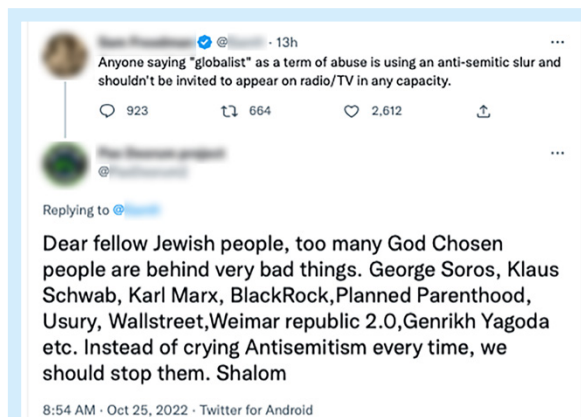 @ · 13h
Anyone saying "globalist" as a term of abuse is using an anti-semitic slur and
shouldn't be invited to appear on radio/TV in any capacity.
923 664 2,612
@
Replying to @
Dear fellow Jewish people, too many God Chosen
people are behind very bad things. George Soros, Klaus
Schwab, Karl Marx, BlackRock,Planned Parenthood,
Usury, Wallstreet,Weimar republic 2.0,Genrikh Yagoda
etc. Instead of crying Antisemitism every time, we
should stop them. Shalom
8:54 AM · Oct 25, 2022 · Twitter for Android